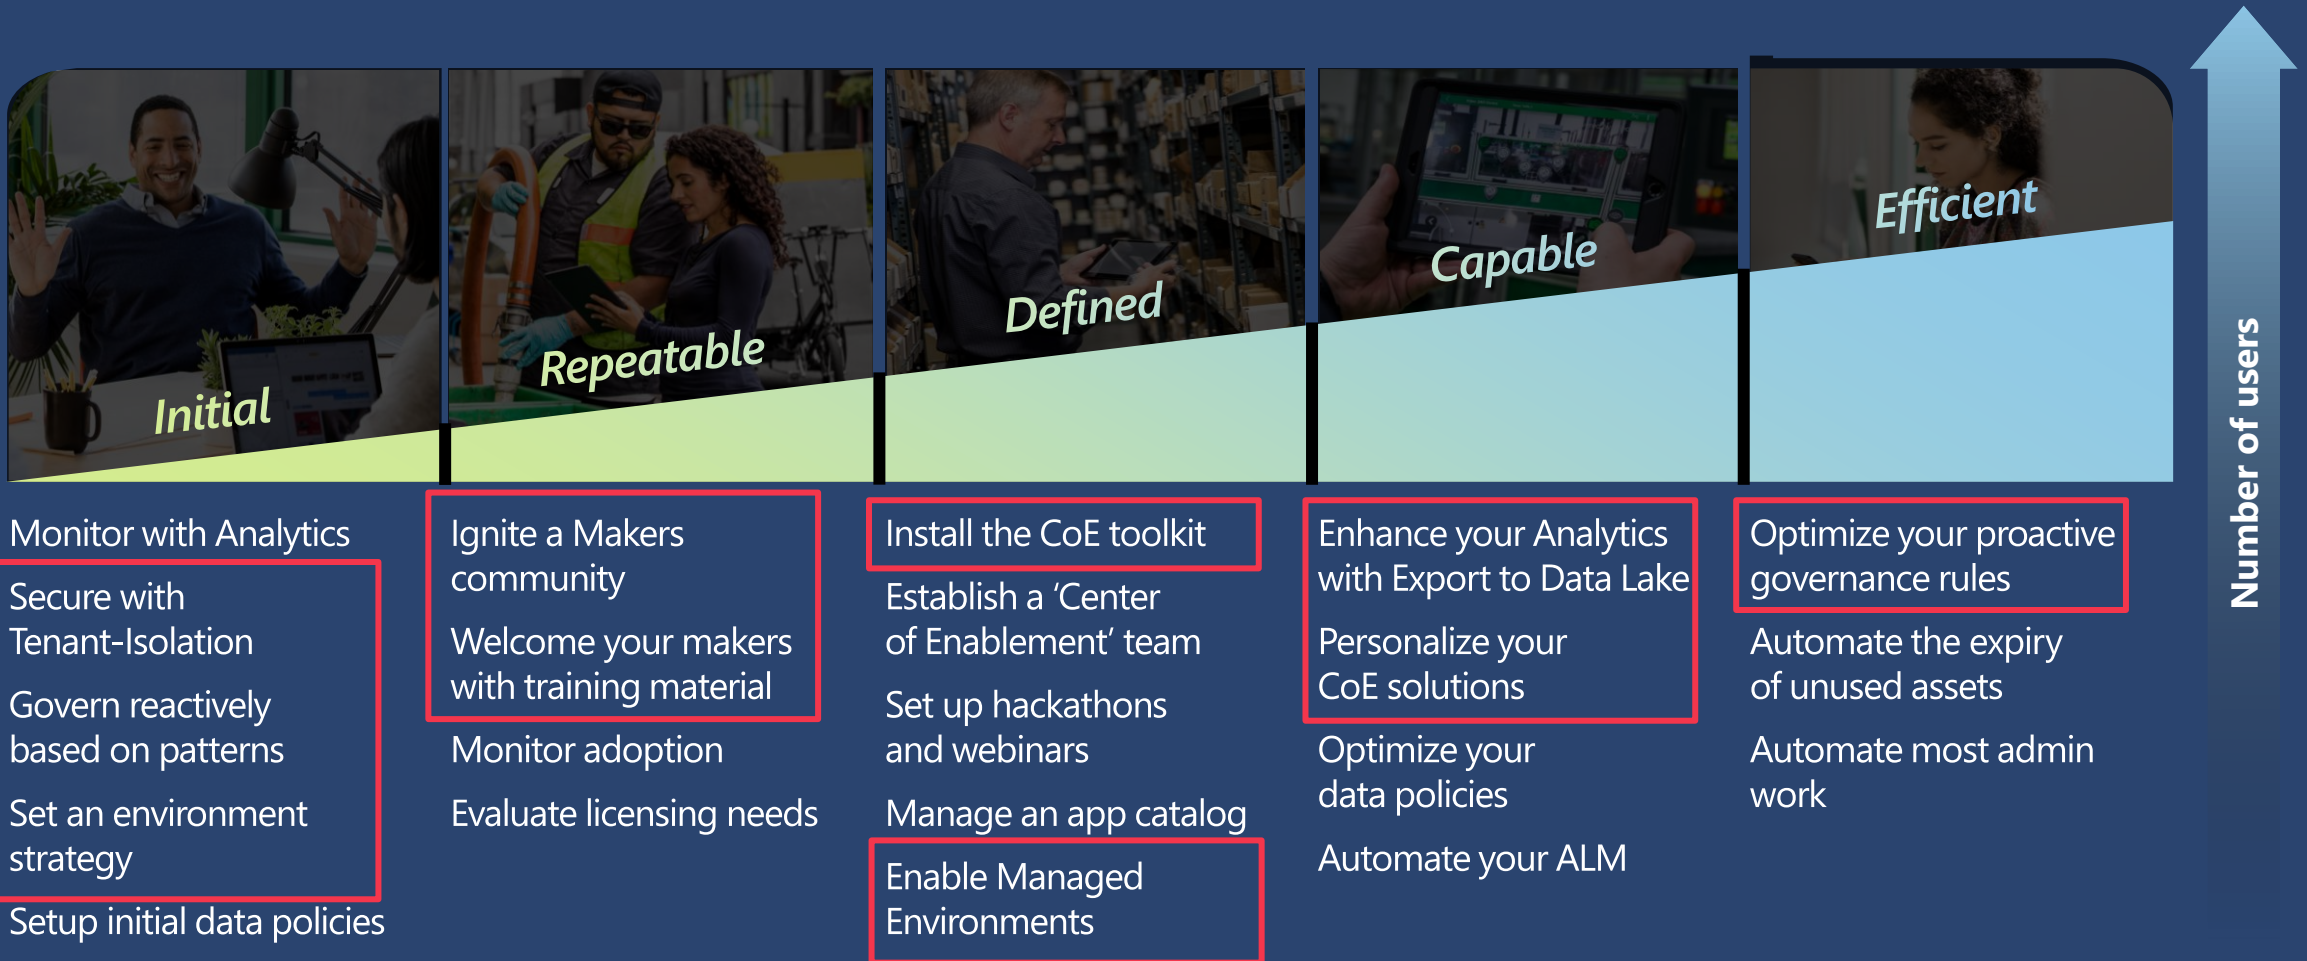 Initial
Repeatable
Defined
Capable
Efficient
Number of users
Monitor with Analytics
Secure with
Tenant-Isolation
Govern reactively
based on patterns
Set an environment
strategy
Setup initial data policies
Ignite a Makers
community
Welcome your makers
with training material
Monitor adoption
Evaluate licensing needs
Install the CoE toolkit
Establish a ‘Center
of Enablement’ team
Set up hackathons
and webinars
Manage an app catalog
Enable Managed
Environments
Enhance your Analytics
with Export to Data Lake
Personalize your
CoE solutions
Optimize your
data policies
Automate your ALM
Optimize your proactive
governance rules
Automate the expiry
of unused assets
Automate most admin
work